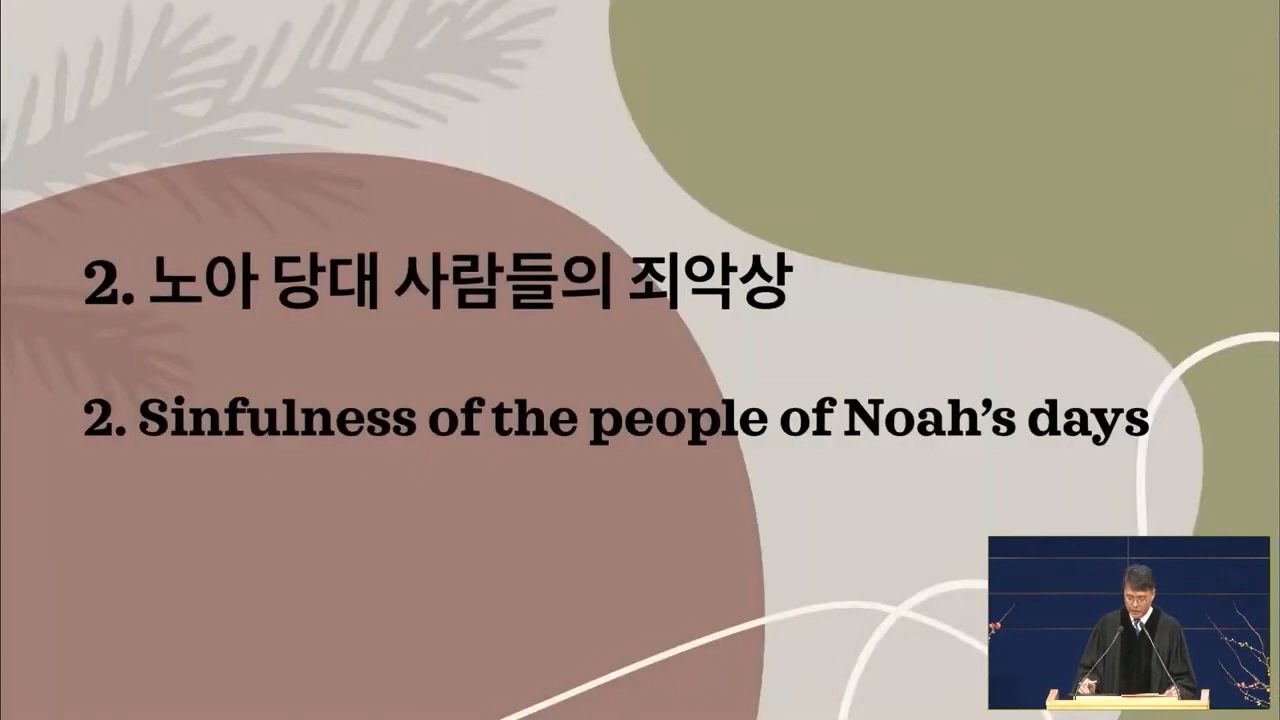 2. 노아 당대 사람들의 죄악상
2. Sinfulness of the people of Noah’s days